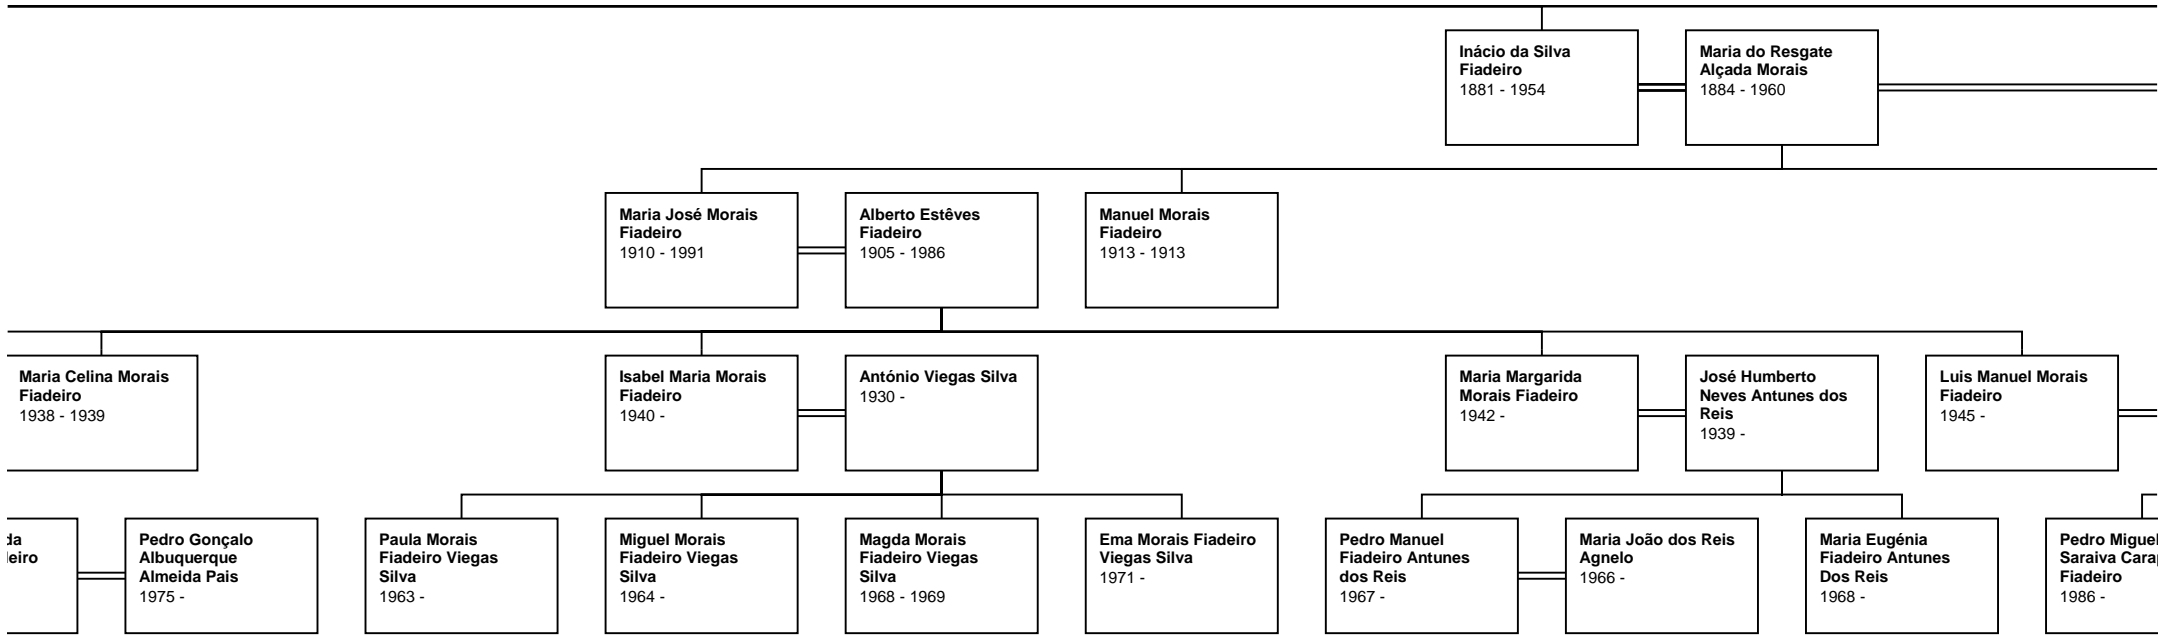 Inácio da Silva
Fiadeiro
1881 - 1954
Maria do Resgate
Alçada Morais
1884 - 1960
Maria José Morais
Fiadeiro
1910 - 1991
Alberto Estêves
Fiadeiro
1905 - 1986
Manuel Morais
Fiadeiro
1913 - 1913
Maria Celina Morais
Fiadeiro
1938 - 1939
Isabel Maria Morais
Fiadeiro
1940 -
António Viegas Silva
1930 -
Maria Margarida
Morais Fiadeiro
1942 -
José Humberto
Neves Antunes dos
Reis
1939 -
Luis Manuel Morais
Fiadeiro
1945 -
da
eiro
Pedro Gonçalo
Albuquerque
Almeida Pais
1975 -
Paula Morais
Fiadeiro Viegas
Silva
1963 -
Miguel Morais
Fiadeiro Viegas
Silva
1964 -
Magda Morais
Fiadeiro Viegas
Silva
1968 - 1969
Ema Morais Fiadeiro
Viegas Silva
1971 -
Pedro Manuel
Fiadeiro Antunes
dos Reis
1967 -
Maria João dos Reis
Agnelo
1966 -
Maria Eugénia
Fiadeiro Antunes
Dos Reis
1968 -
Pedro Miguel
Saraiva Cara
Fiadeiro
1986 -